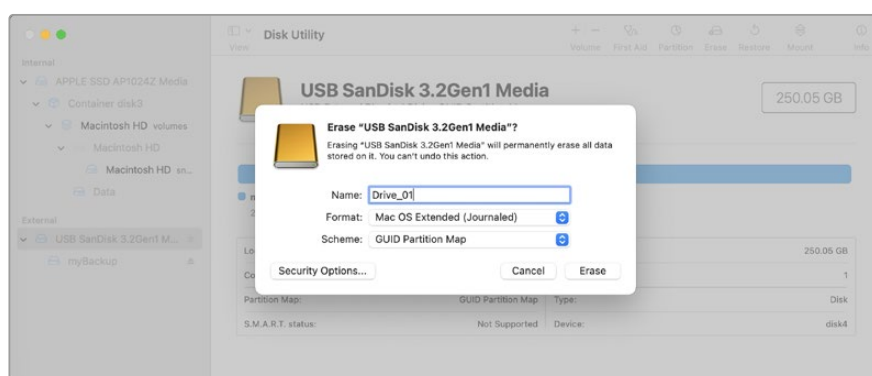 Disk Utility
View
Volume First Aid Partition Erase Restore Mount Info
Internal
APPLE SSD AP1024Z Media
Container disk3
Macintosh HD volumes
Macintosh HD
Macintosh HD sn...
Data
External
USB SanDisk 3.2Gen1 M...
myBackup
USB SanDisk 3.2Gen1 Media
250.05 GB
Erase “USB SanDisk 3.2Gen1 Media”?
Erasing “USB SanDisk 3.2Gen1 Media” will permanently erase all data
stored on it. You can’t undo this action.
Name: Drive_01
Format: Mac OS Extended (Journaled)
Scheme: GUID Partition Map
Security Options... Cancel Erase
250.05 GB
1
Partition Map: GUID Partition Map Type: Disk
S.M.A.R.T. status: Not Supported Device: disk4